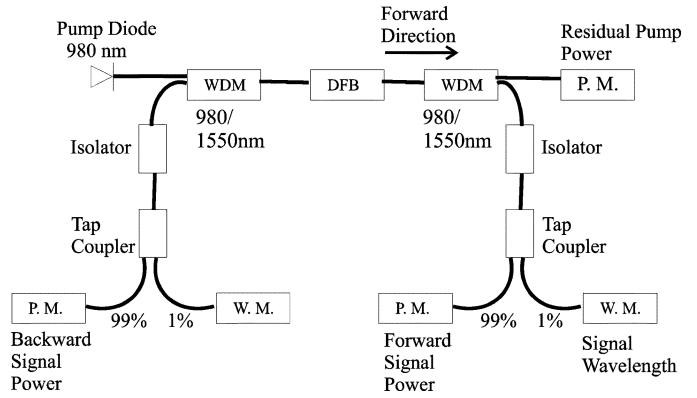 Pump Diode
980 nm
Forward
Direction
Residual Pump
Power
WDM
DFB
WDM
P. M.
980/
1550nm
980/
1550nm
Isolator
Isolator
Tap
Coupler
Tap
Coupler
P. M.
99%
1%
W. M.
P. M.
99%
1%
W. M.
Backward
Signal
Power
Forward
Signal
Power
Signal
Wavelength